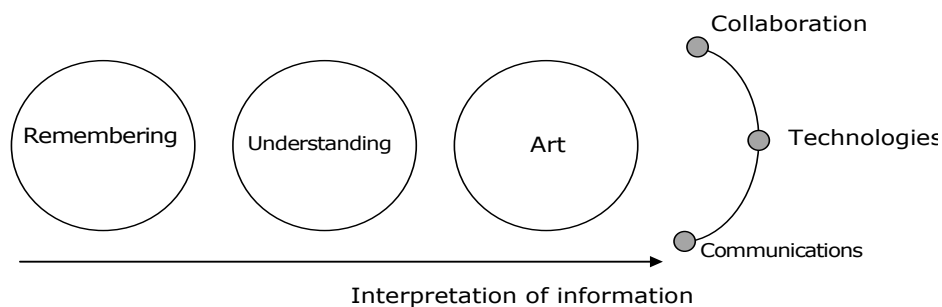 Collaboration
Remembering
Understanding
Art
Technologies
Communications
Interpretation of information